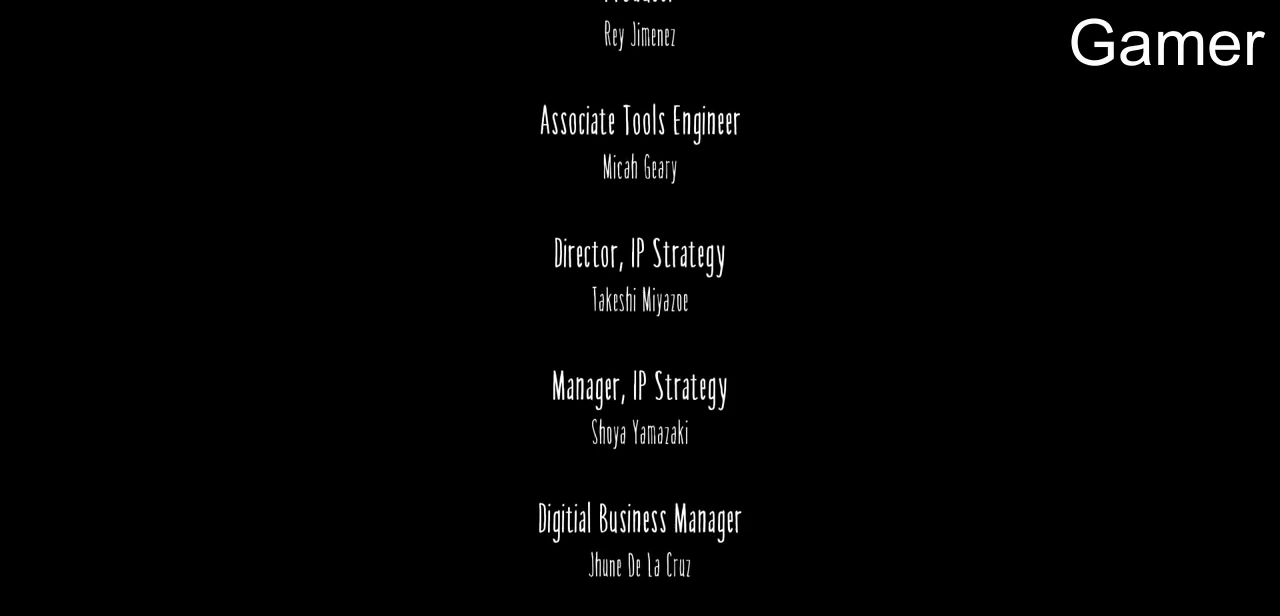 Gamer
Rey Jimenez
Associate Tools Engineer
Micah Geary
Director, IP Strategy
Takeshi Miyazoe
Manager, IP Strategy
Shoya Yamazaki
Digitial Business Manager
Jhune De La Cruz